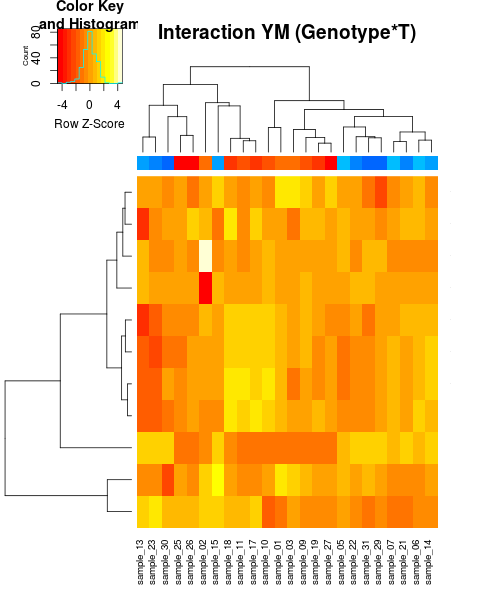 Color Key
and Histogram
Interaction YM (Genotype*T)
Count
0 40 80
-4 0 4
Row Z-Score
sample_13
sample_23
sample_30
sample_25
sample_26
sample_02
sample_15
sample_18
sample_11
sample_17
sample_10
sample_01
sample_03
sample_09
sample_19
sample_27
sample_05
sample_22
sample_31
sample_29
sample_07
sample_21
sample_06
sample_14